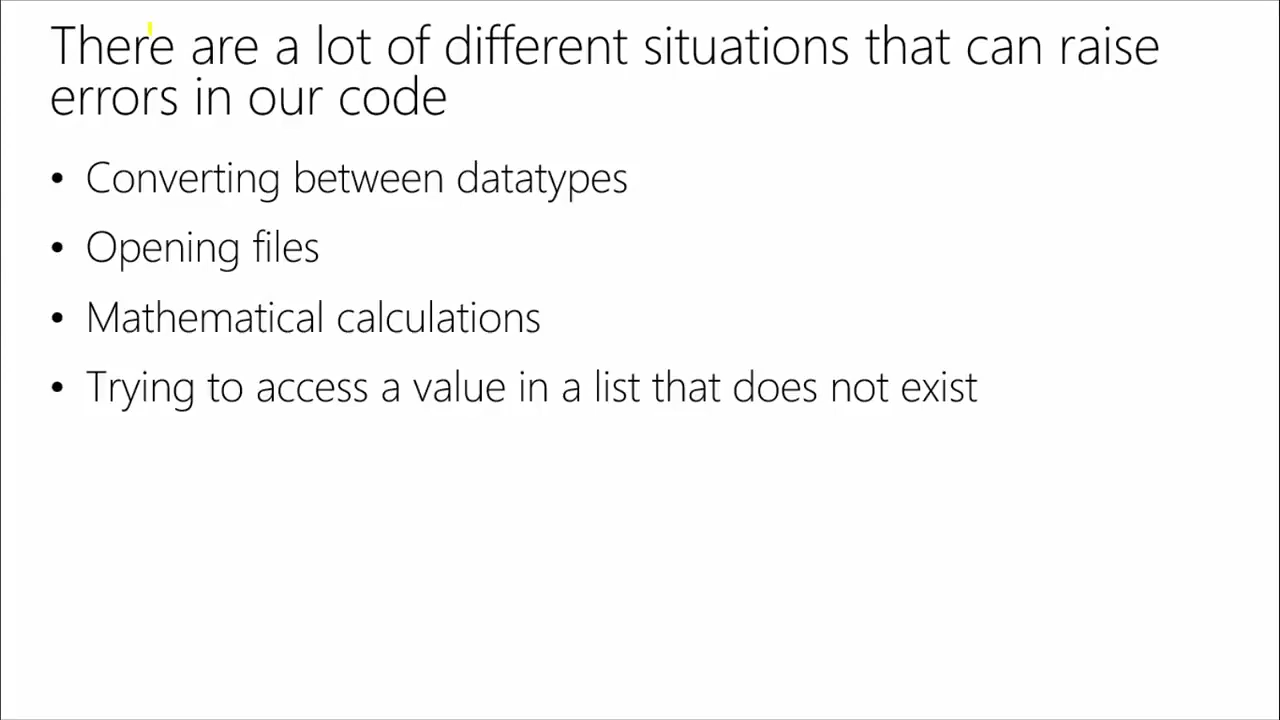 There are a lot of different situations that can raise
errors in our code
• Converting between datatypes
• Opening files
• Mathematical calculations
• Trying to access a value in a list that does not exist